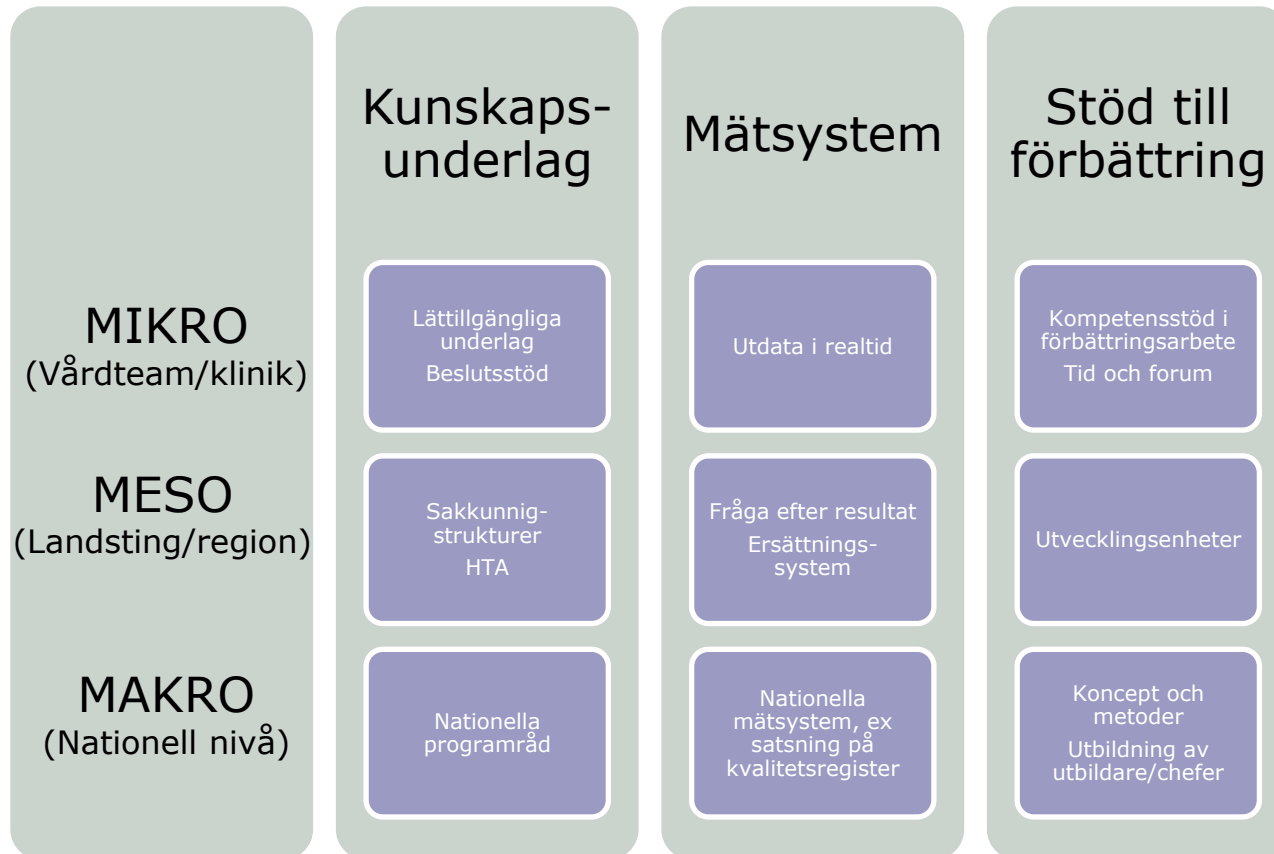 Kunskaps-
underlag
Mätsystem
Stöd till
förbättring
MIKRO
(Vårdteam/klinik)
Lättillgängliga
underlag
Beslutsstöd
Utdata i realtid
Kompetensstöd i
förbättringsarbete
Tid och forum
MESO
(Landsting/region)
Sakkunnig-
strukturer
HTA
Fråga efter resultat
Ersättnings-
system
Utvecklingsenheter
MAKRO
(Nationell nivå)
Nationella
programråd
Nationella
mätsystem, ex
satsning på
kvalitetsregister
Koncept och
metoder
Utbildning av
utbildare/chefer